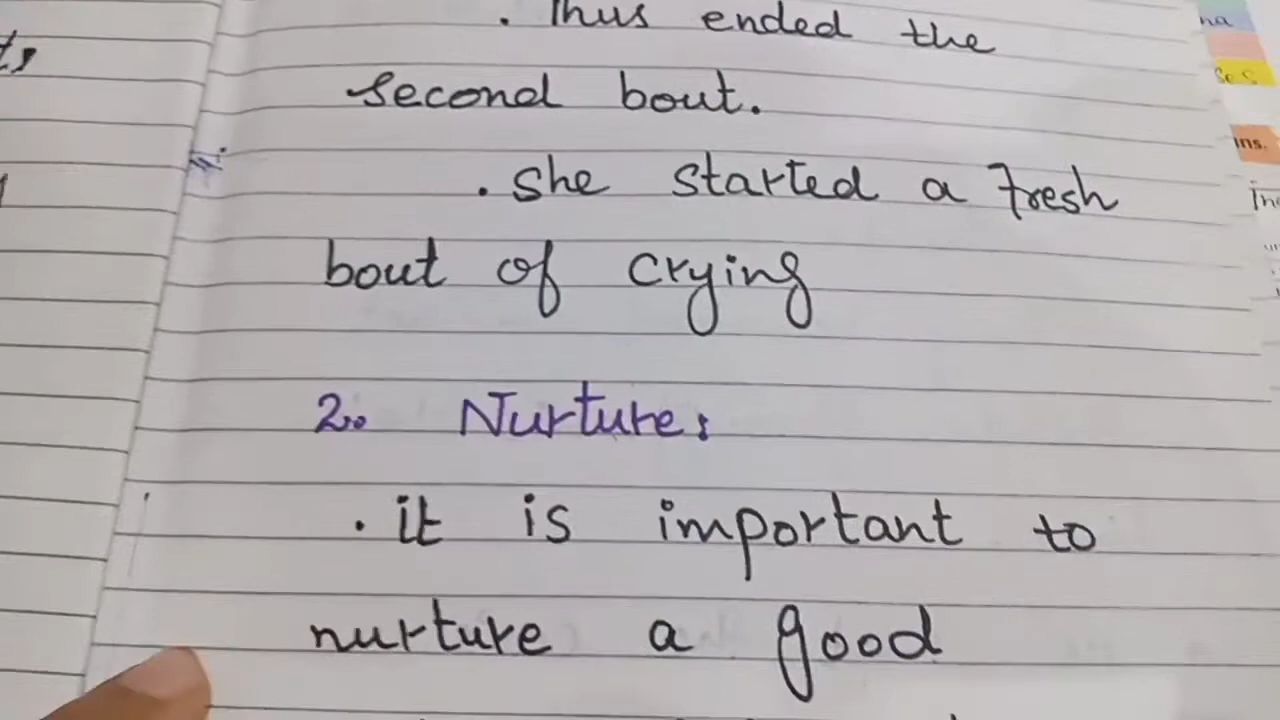 . Thus ended the
second bout.
. she started a fresh
bout of crying
2. Nurture:
. it is important to
nurture a good